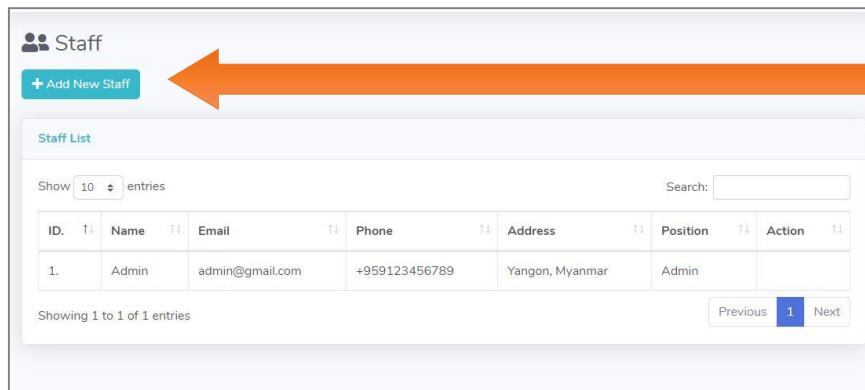 Staff
+ Add New Staff
Staff List
Show 10 entries Search:
ID. Name Email Phone Address Position Action
1. Admin admin@gmail.com +959123456789 Yangon, Myanmar Admin
Showing 1 to 1 of 1 entries Previous 1 Next